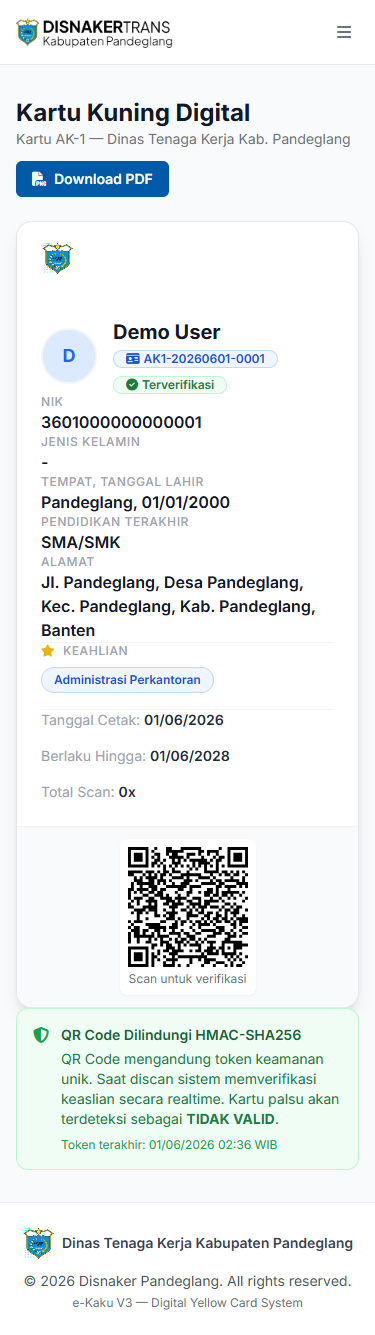 DISNAKERTRANS
Kabupaten Pandeglang
Kartu Kuning Digital
Kartu AK-1 — Dinas Tenaga Kerja Kab. Pandeglang
Download PDF
D
Demo User
AK1-20260601-0001
Terverifikasi
NIK
3601000000000001
JENIS KELAMIN
-
TEMPAT, TANGGAL LAHIR
Pandeglang, 01/01/2000
PENDIDIKAN TERAKHIR
SMA/SMK
ALAMAT
Jl. Pandeglang, Desa Pandeglang,
Kec. Pandeglang, Kab. Pandeglang,
Banten
KEAHLIAN
Administrasi Perkantoran
Tanggal Cetak: 01/06/2026
Berlaku Hingga: 01/06/2028
Total Scan: 0x
Scan untuk verifikasi
QR Code Dilindungi HMAC-SHA256
QR Code mengandung token keamanan
unik. Saat discan sistem memverifikasi
keaslian secara realtime. Kartu palsu akan
terdeteksi sebagai TIDAK VALID.
Token terakhir: 01/06/2026 02:36 WIB
Dinas Tenaga Kerja Kabupaten Pandeglang
© 2026 Disnaker Pandeglang. All rights reserved.
e-Kaku V3 — Digital Yellow Card System